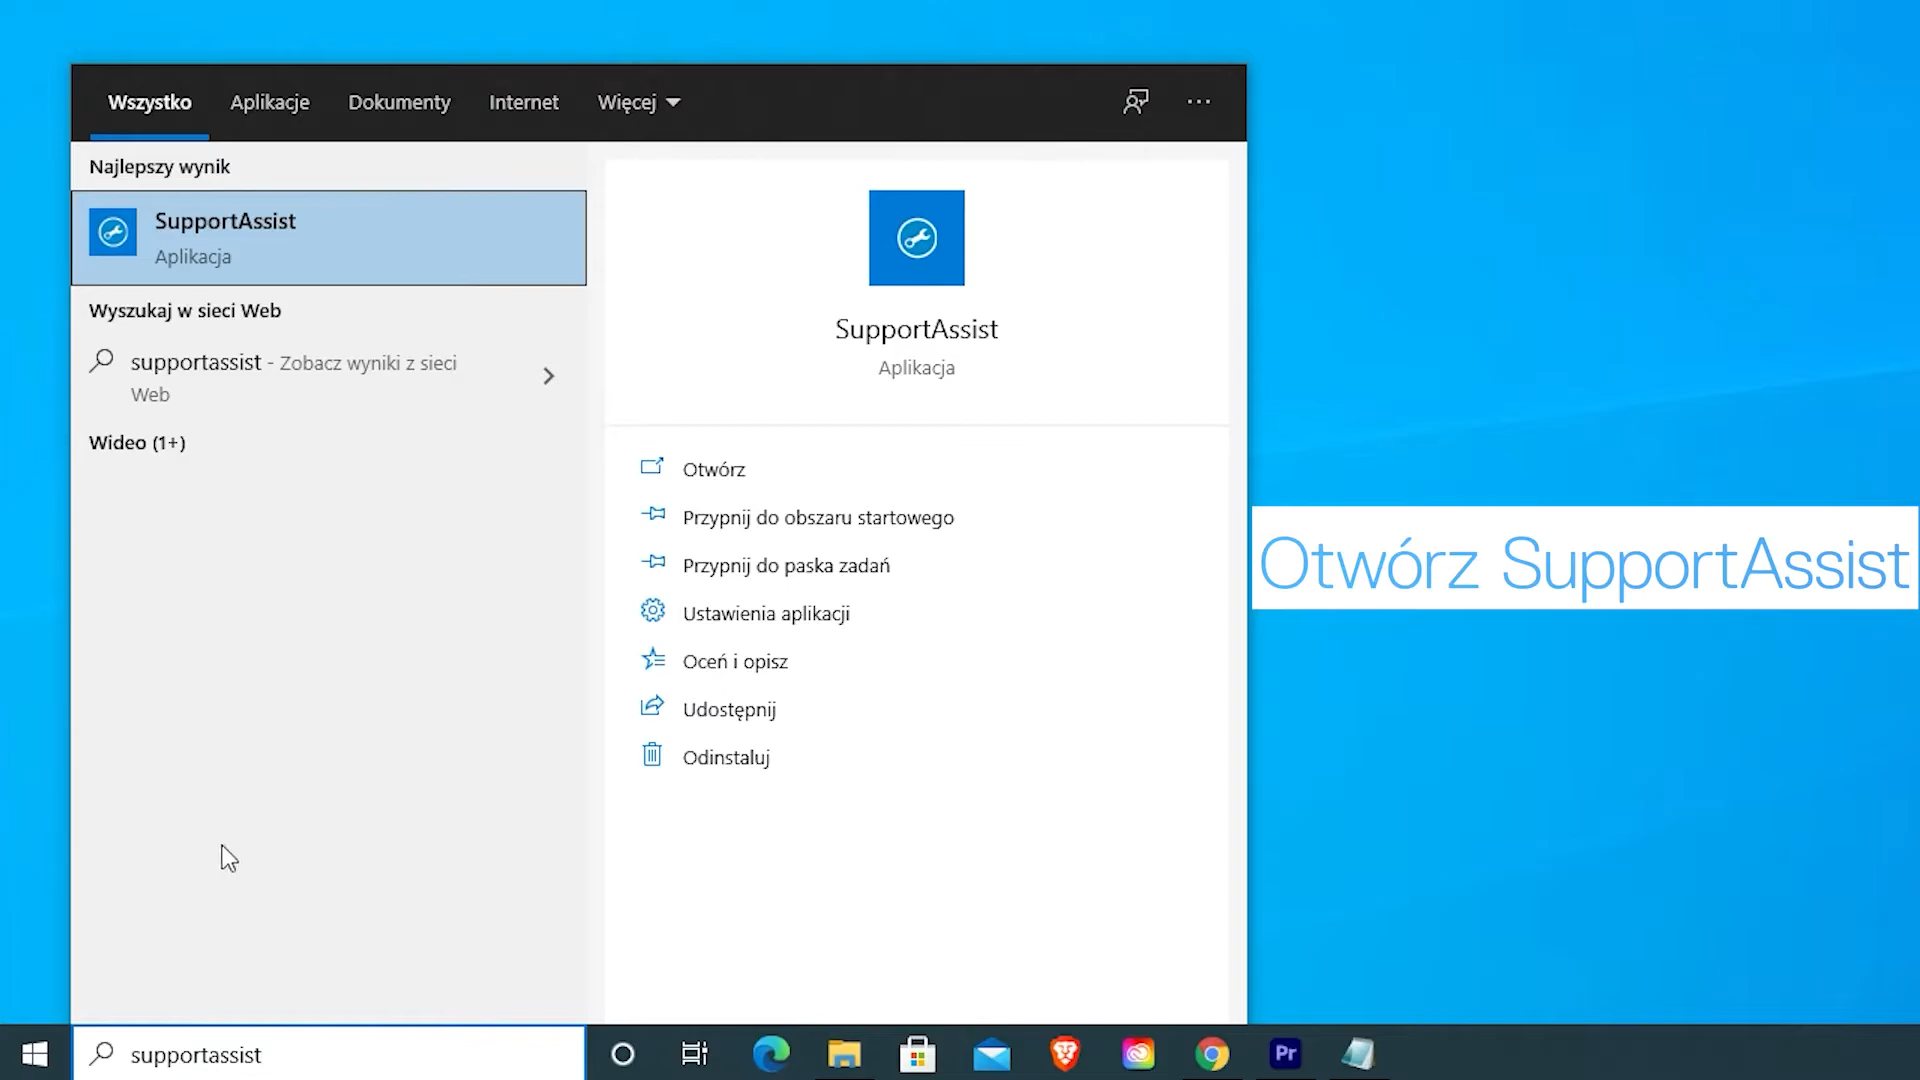 Wszystko Aplikacje Dokumenty Internet Więcej
Najlepszy wynik
SupportAssist
Aplikacja
Wyszukaj w sieci Web
supportassist - Zobacz wyniki z sieci
Web
Wideo (1+)
SupportAssist
Aplikacja
Otwórz
Przypnij do obszaru startowego
Przypnij do paska zadań
Ustawienia aplikacji
Oceń i opisz
Udostępnij
Odinstaluj
Otwórz SupportAssist
supportassist
Pr